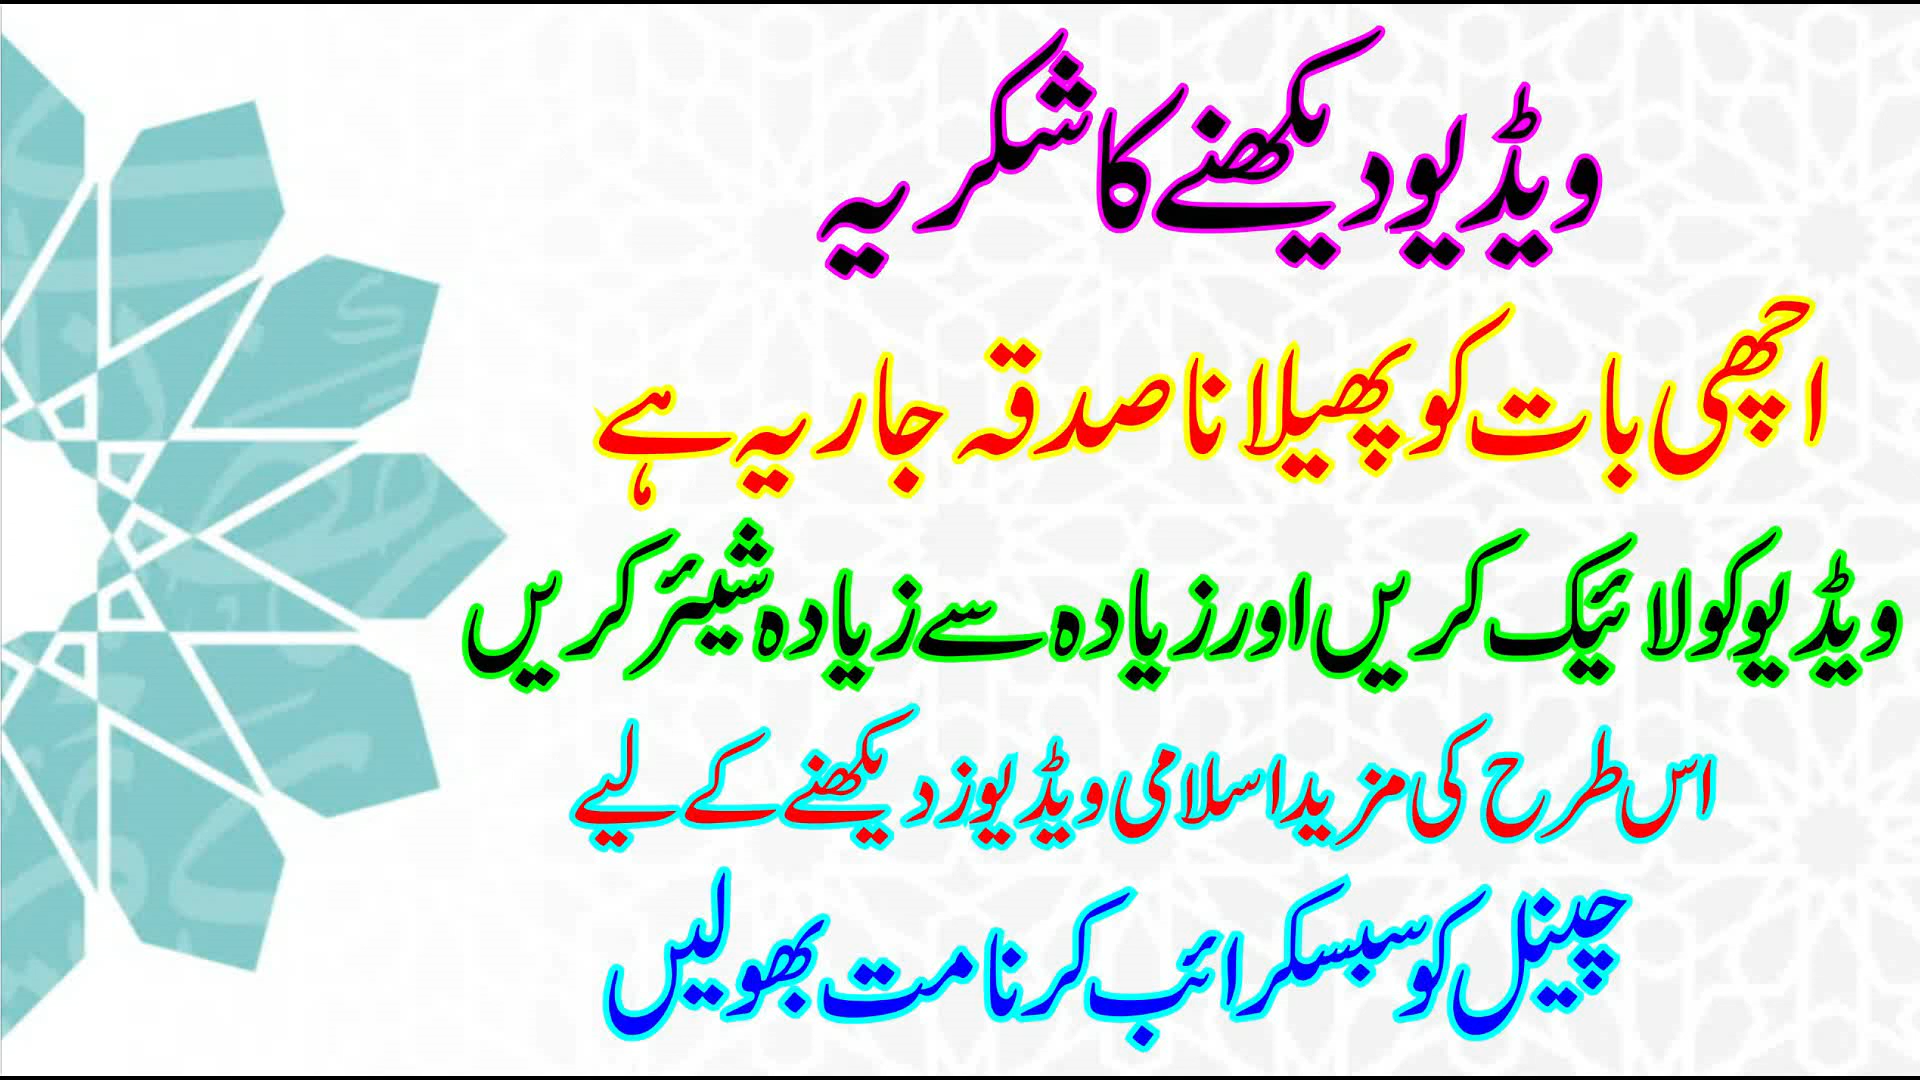 ویڈیو دیکھنے کا شکریہ
اچھی بات کو پھیلانا صدقہ جاریہ ہے
ویڈیو کو لائیک کریں اور زیادہ سے زیادہ شیئر کریں
اس طرح کی مزید اسلامی ویڈیوز دیکھنے کے لیے
چینل کو سبسکرائب کرنا مت بھولیں